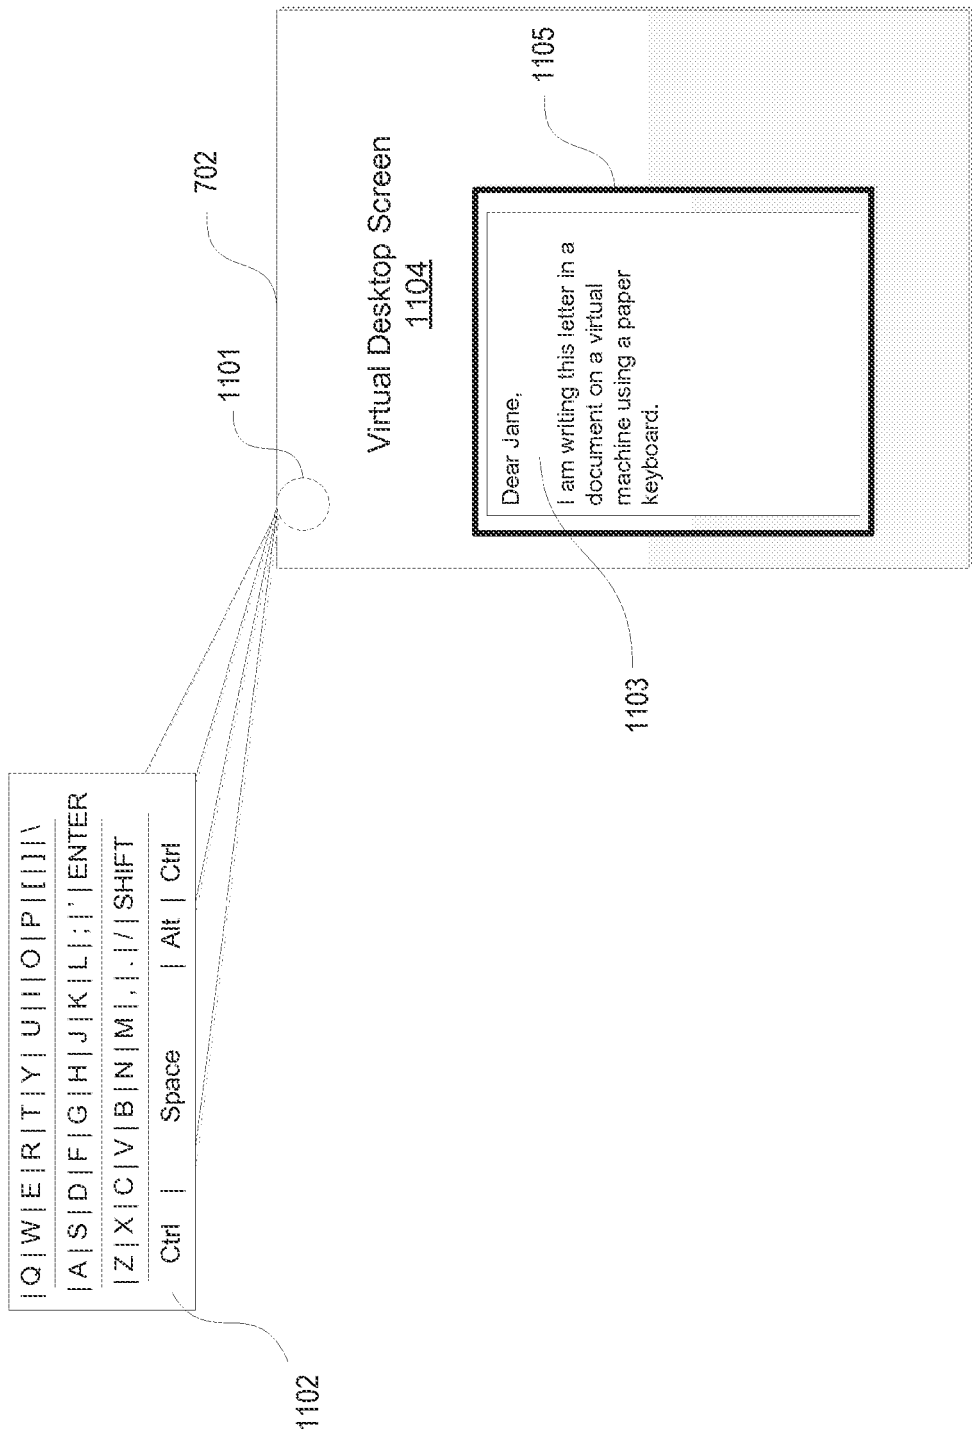 |Q|W|E|R|T|Y|U|I|O|P|[|]|\
|A|S|D|F|G|H|J|K|L|;|'|ENTER
|Z|X|C|V|B|N|M|,|.|/|SHIFT
Ctrl | Space | Alt | Ctrl
1102
1101
702
Virtual Desktop Screen
1104
1105
Dear Jane,
I am writing this letter in a
document on a virtual
machine using a paper
keyboard.
1103